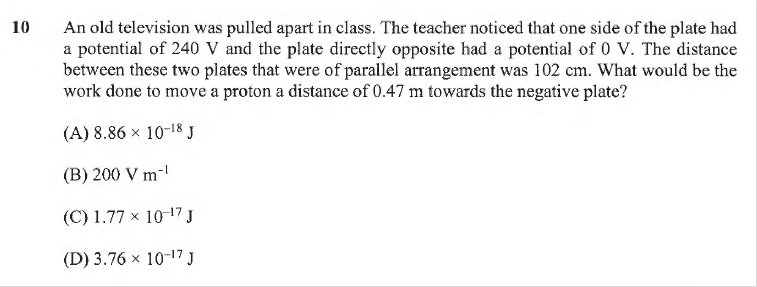 10 An old television was pulled apart in class. The teacher noticed that one side of the plate had
a potential of 240 V and the plate directly opposite had a potential of 0 V. The distance
between these two plates that were of parallel arrangement was 102 cm. What would be the
work done to move a proton a distance of 0.47 m towards the negative plate?
(A) 8.86 × 10⁻¹⁸ J
(B) 200 V m⁻¹
(C) 1.77 × 10⁻¹⁷ J
(D) 3.76 × 10⁻¹⁷ J